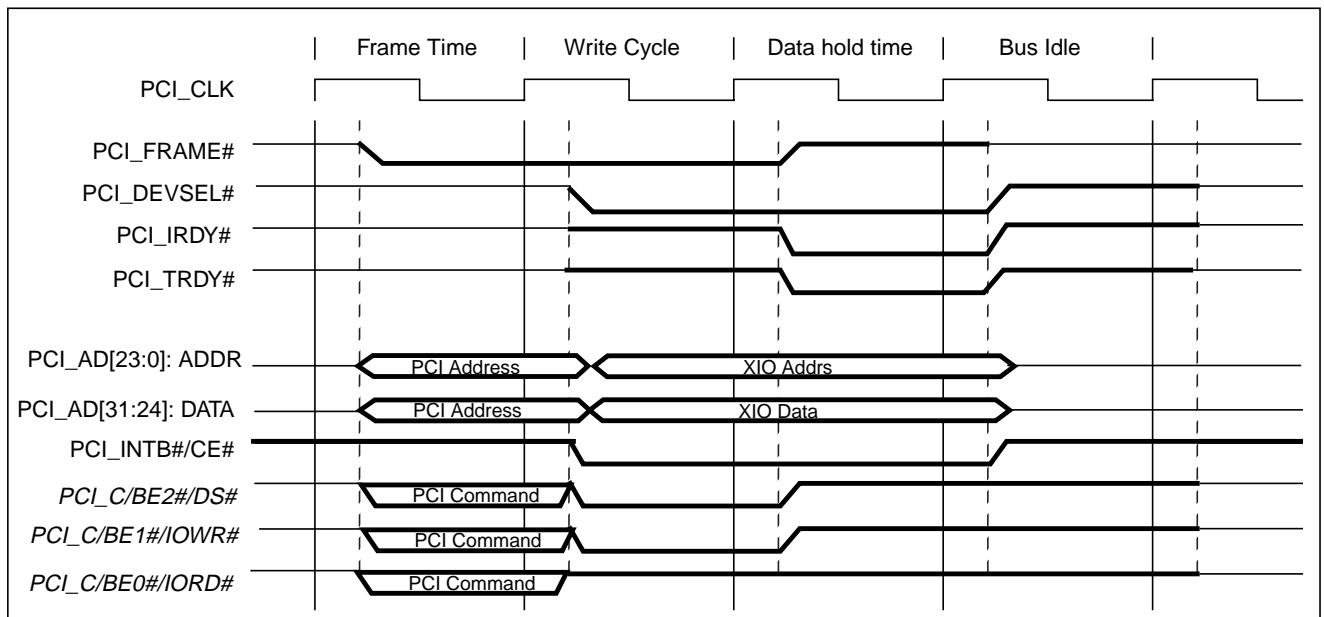 Frame Time Write Cycle Data hold time Bus Idle
PCI_CLK
PCI_FRAME#
PCI_DEVSEL#
PCI_IRDY#
PCI_TRDY#
PCI_AD[23:0]: ADDR PCI Address XIO Addrs
PCI_AD[31:24]: DATA PCI Address XIO Data
PCI_INTB#/CE#
PCI_C/BE2#/DS# PCI Command
PCI_C/BE1#/IOWR# PCI Command
PCI_C/BE0#/IORD# PCI Command